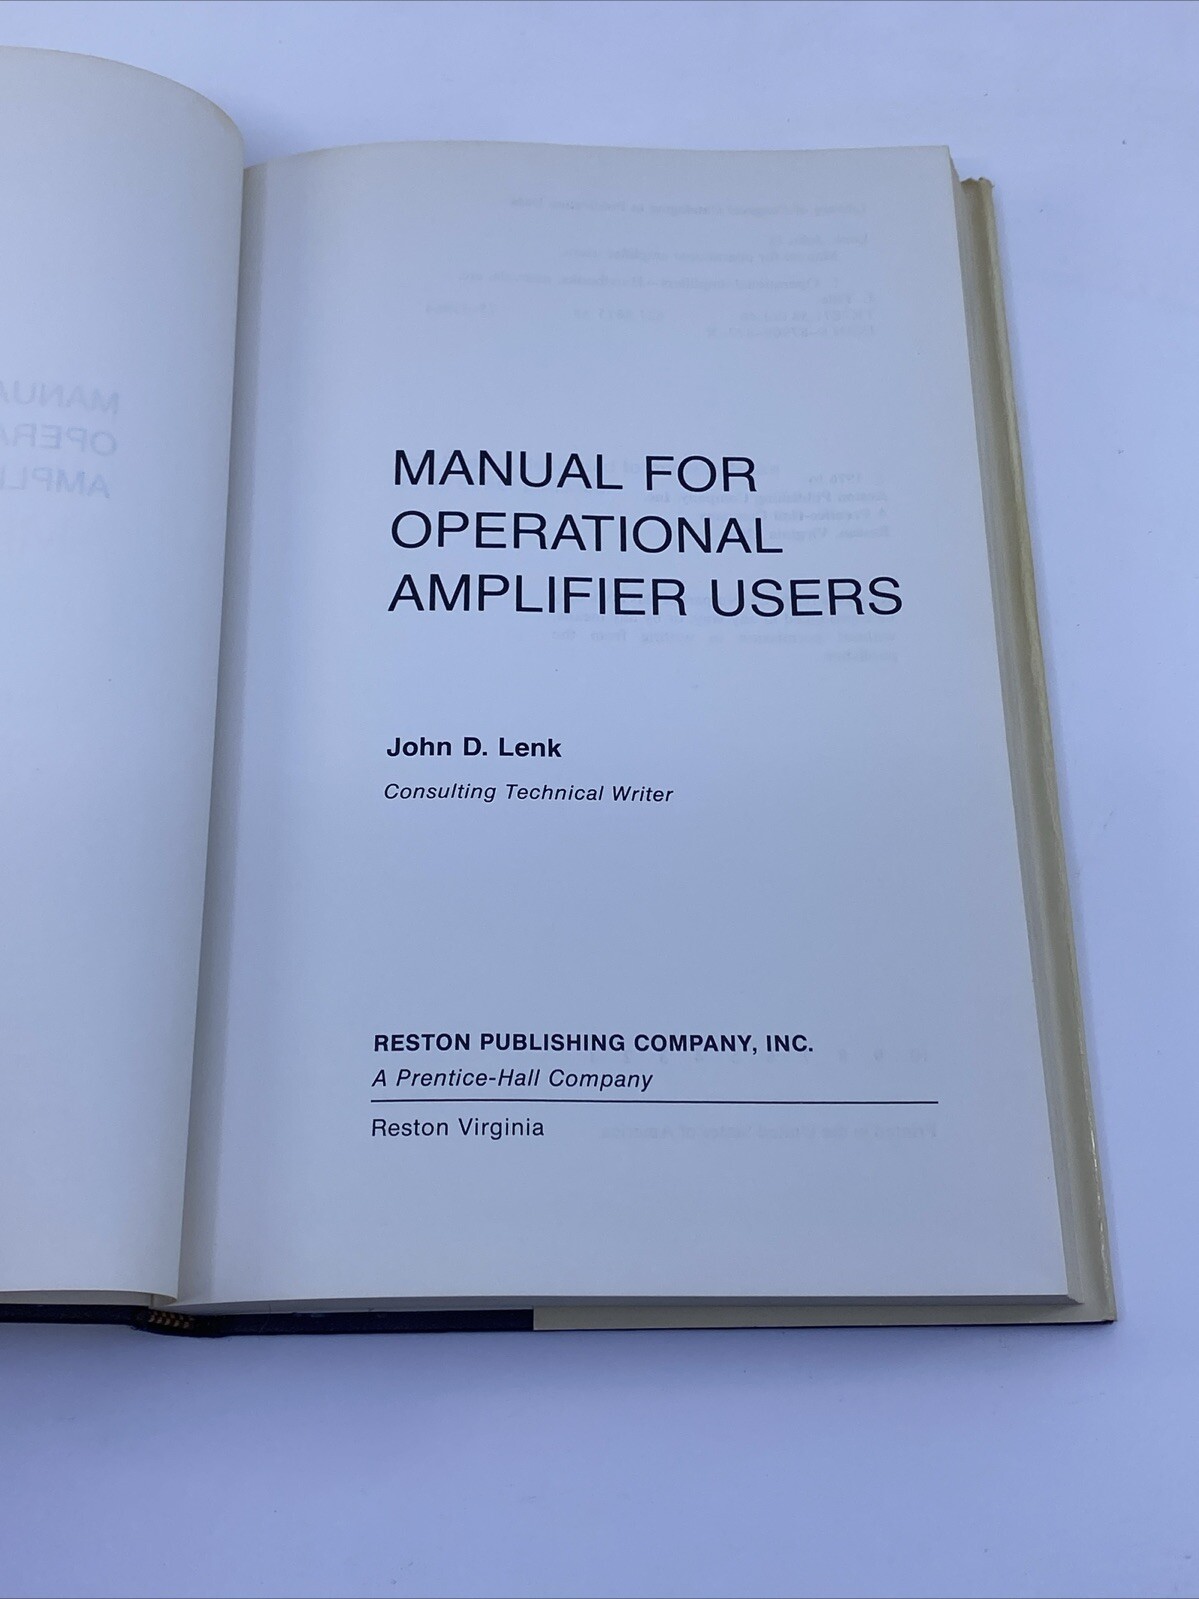 MANUAL FOR
OPERATIONAL
AMPLIFIER USERS
John D. Lenk
Consulting Technical Writer
RESTON PUBLISHING COMPANY, INC.
A Prentice-Hall Company
Reston Virginia